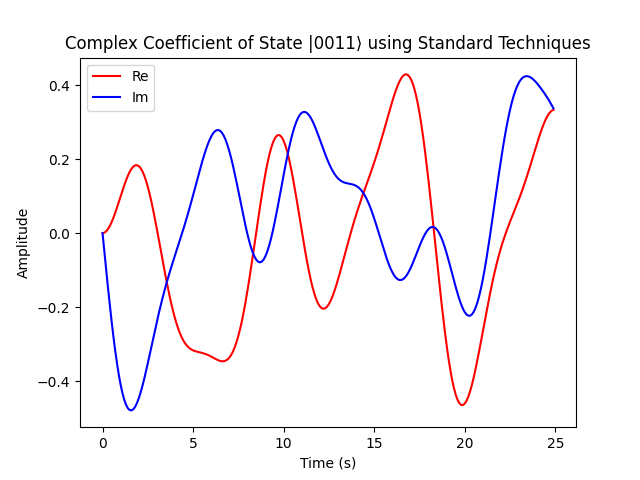 Complex Coefficient of State |0011⟩ using Standard Techniques
Re
Im
0.4
0.2
0.0
−0.2
−0.4
Amplitude
0 5 10 15 20 25
Time (s)